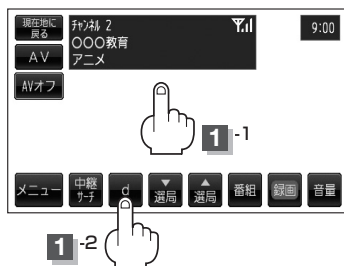 現在地に
戻る
チャンネル 2
○○○教育
アニメ
9:00
AV
AVオフ
1 -1
メニュー
中継
サーチ
d
▼
選局
▲
選局
番組
録画
音量
1 -2